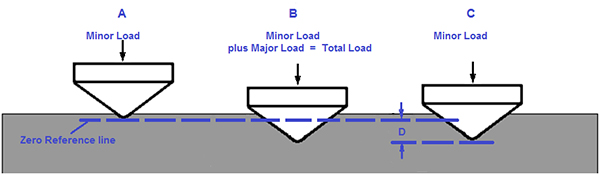 A
B
C
Minor Load
Minor Load
Minor Load
plus Major Load = Total Load
D
Zero Reference line